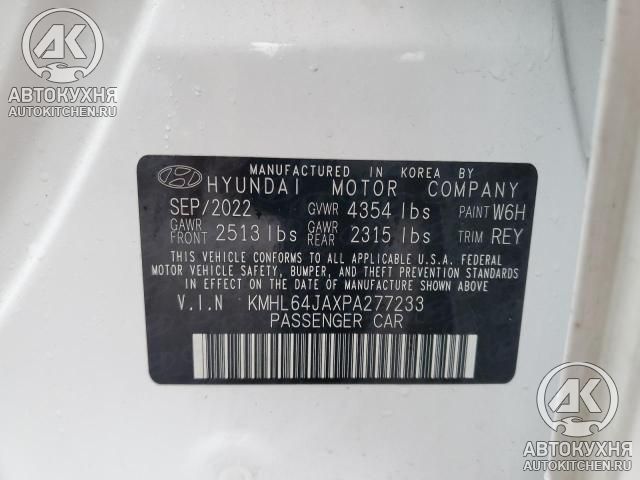 AK
АВТОКУХНЯ
AUTOKITCHEN.RU
MANUFACTURED IN KOREA BY
HYUNDAI MOTOR COMPANY
SEP/2022 GVWR 4354 lbs PAINT W6H
GAWR FRONT 2513 lbs GAWR REAR 2315 lbs TRIM REY
THIS VEHICLE CONFORMS TO ALL APPLICABLE U.S.A. FEDERAL
MOTOR VEHICLE SAFETY, BUMPER, AND THEFT PREVENTION STANDARDS
IN EFFECT ON THE DATE OF MANUFACTURE SHOWN ABOVE
V.I.N KMHL64JAXPA277233
PASSENGER CAR
AK
АВТОКУХНЯ
AUTOKITCHEN.RU